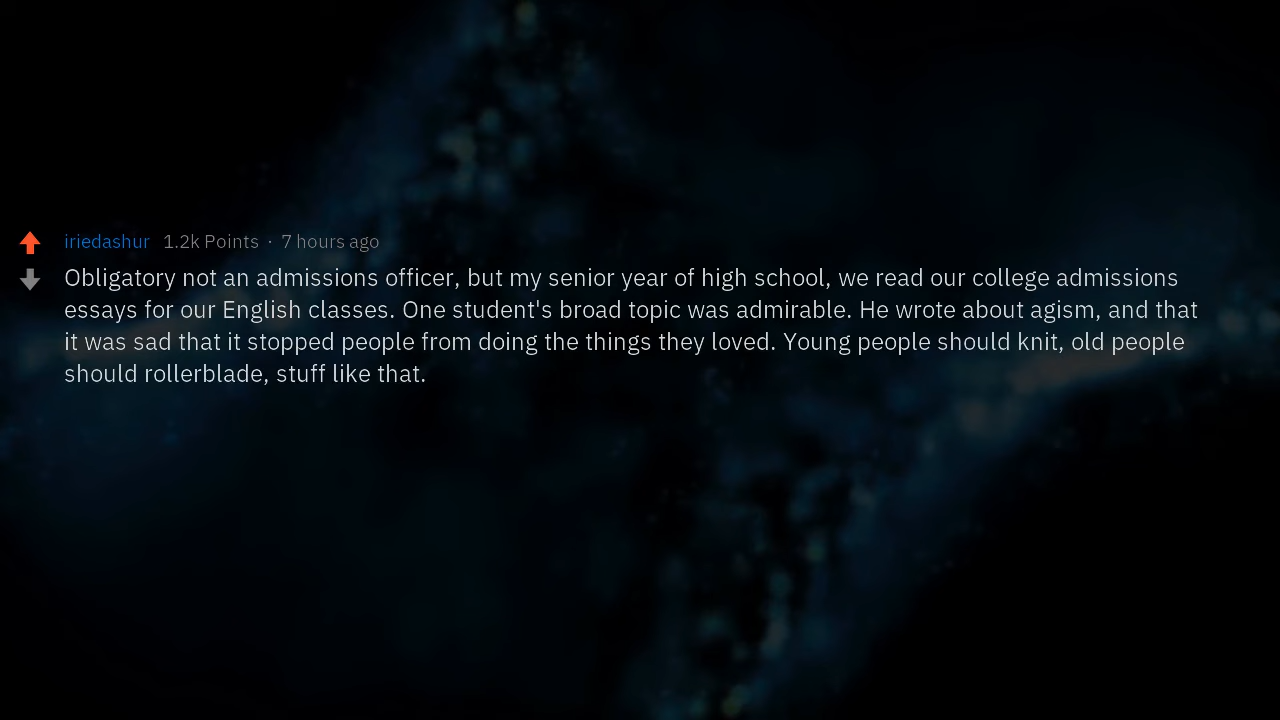 iriedashur 1.2k Points · 7 hours ago
Obligatory not an admissions officer, but my senior year of high school, we read our college admissions
essays for our English classes. One student's broad topic was admirable. He wrote about agism, and that
it was sad that it stopped people from doing the things they loved. Young people should knit, old people
should rollerblade, stuff like that.